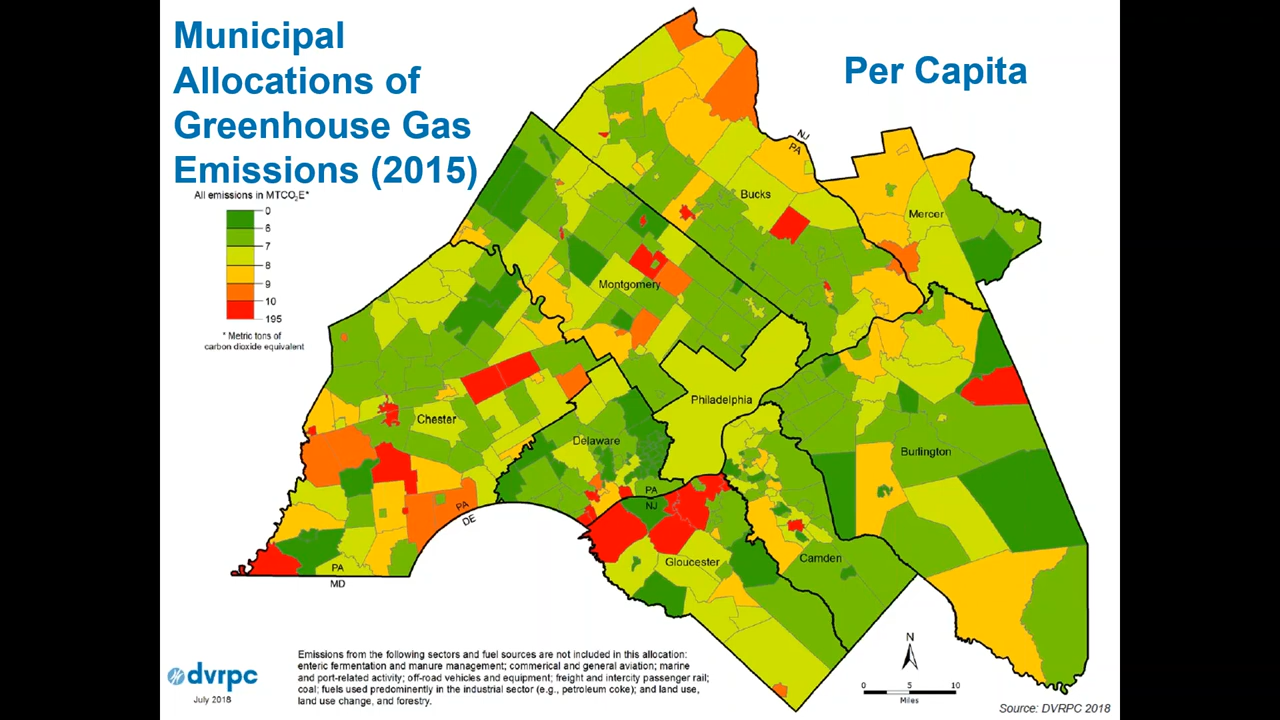 Municipal
Allocations of
Greenhouse Gas
Emissions (2015)
Per Capita
All emissions in MTCO₂E*
0
6
7
8
9
10
195
* Metric tons of
carbon dioxide equivalent
NJ
PA
Bucks
Mercer
Montgomery
Philadelphia
Chester
Delaware
Burlington
PA
NJ
PA
DE
Gloucester
Camden
PA
MD
Emissions from the following sectors and fuel sources are not included in this allocation:
enteric fermentation and manure management; commerical and general aviation; marine
and port-related activity; off-road vehicles and equipment; freight and intercity passenger rail;
coal; fuels used predominently in the industrial sector (e.g., petroleum coke); and land use,
land use change, and forestry.
dvrpc
July 2018
N
0 5 10
Miles
Source: DVRPC 2018